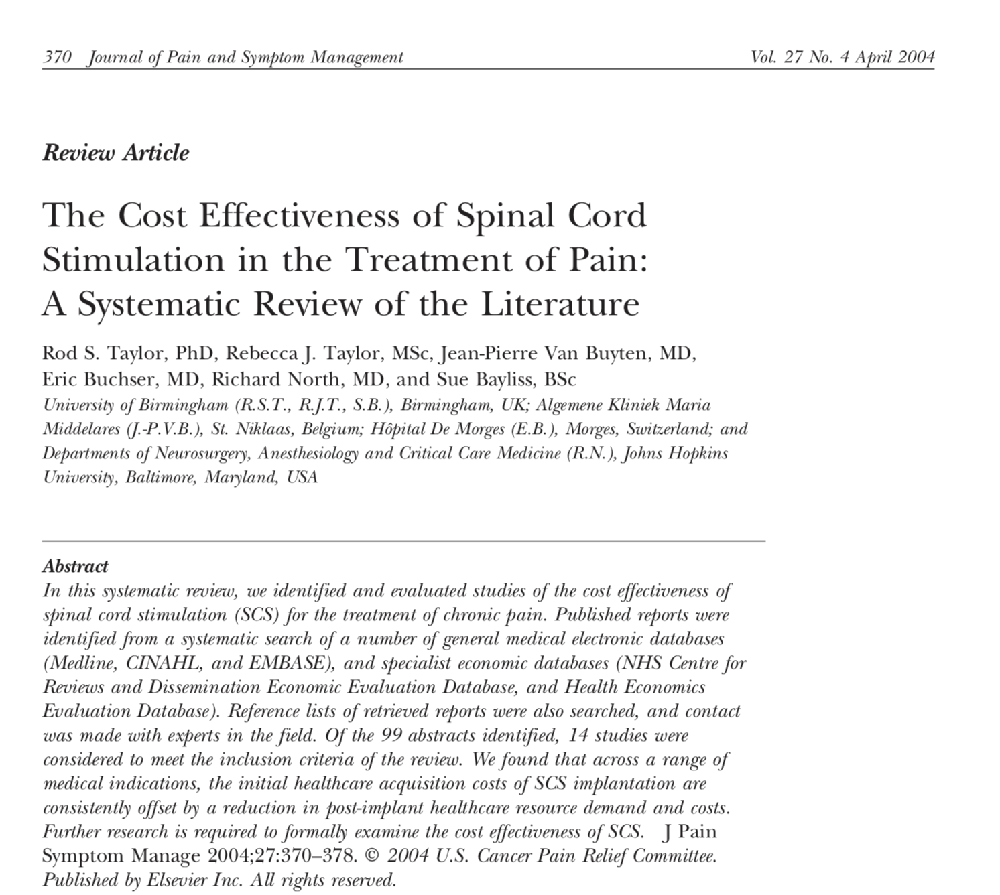 370 Journal of Pain and Symptom Management Vol. 27 No. 4 April 2004
Review Article
The Cost Effectiveness of Spinal Cord
Stimulation in the Treatment of Pain:
A Systematic Review of the Literature
Rod S. Taylor, PhD, Rebecca J. Taylor, MSc, Jean-Pierre Van Buyten, MD,
Eric Buchser, MD, Richard North, MD, and Sue Bayliss, BSc
University of Birmingham (R.S.T., R.J.T., S.B.), Birmingham, UK; Algemene Kliniek Maria
Middelares (J.-P.V.B.), St. Niklaas, Belgium; Hôpital De Morges (E.B.), Morges, Switzerland; and
Departments of Neurosurgery, Anesthesiology and Critical Care Medicine (R.N.), Johns Hopkins
University, Baltimore, Maryland, USA
Abstract
In this systematic review, we identified and evaluated studies of the cost effectiveness of
spinal cord stimulation (SCS) for the treatment of chronic pain. Published reports were
identified from a systematic search of a number of general medical electronic databases
(Medline, CINAHL, and EMBASE), and specialist economic databases (NHS Centre for
Reviews and Dissemination Economic Evaluation Database, and Health Economics
Evaluation Database). Reference lists of retrieved reports were also searched, and contact
was made with experts in the field. Of the 99 abstracts identified, 14 studies were
considered to meet the inclusion criteria of the review. We found that across a range of
medical indications, the initial healthcare acquisition costs of SCS implantation are
consistently offset by a reduction in post-implant healthcare resource demand and costs.
Further research is required to formally examine the cost effectiveness of SCS. J Pain
Symptom Manage 2004;27:370–378. © 2004 U.S. Cancer Pain Relief Committee.
Published by Elsevier Inc. All rights reserved.